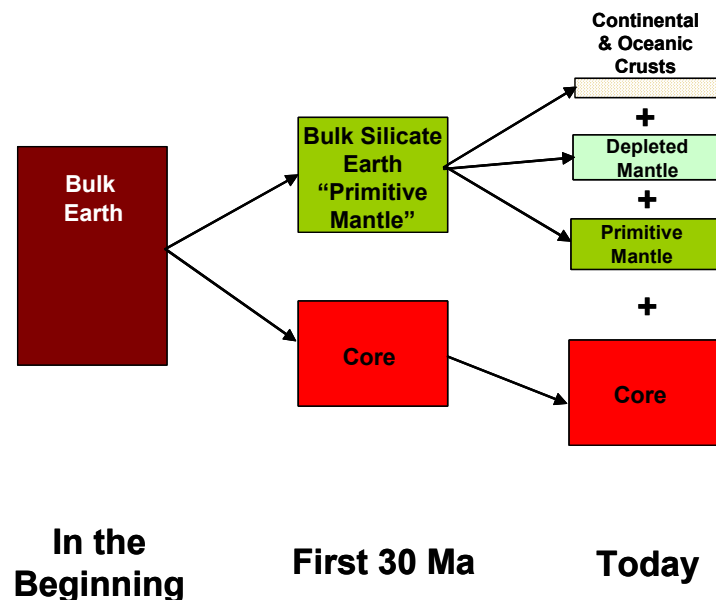 Continental
& Oceanic
Crusts
+
Depleted
Mantle
+
Primitive
Mantle
+
Core
Bulk Silicate
Earth
“Primitive
Mantle”
Core
Bulk
Earth
In the
Beginning
First 30 Ma
Today